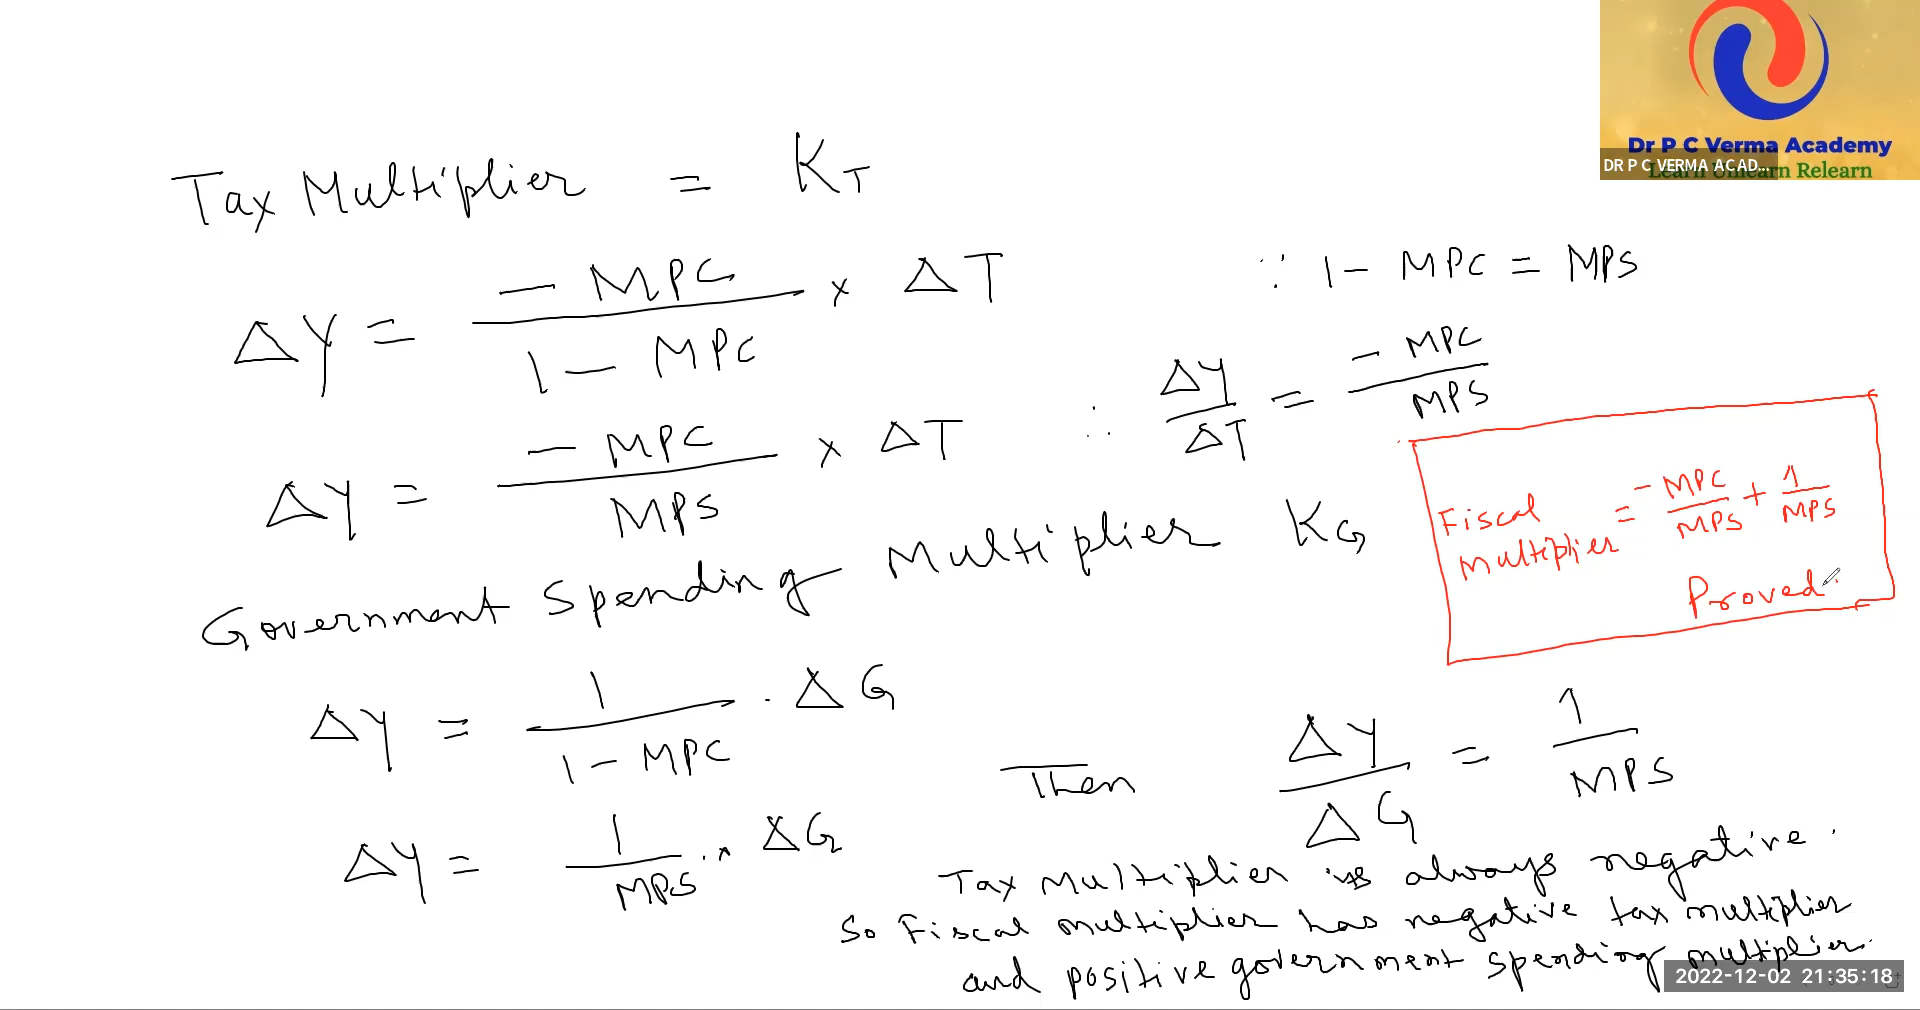 Dr P C Verma Academy
DR P C VERMA ACAD...
Learn Unlearn Relearn
Tax Multiplier = K_T
ΔY = -MPC / 1 - MPC × ΔT
∵ 1 - MPC = MPS
ΔY = -MPC / MPS × ΔT
∴ ΔY / ΔT = -MPC / MPS
Fiscal Multiplier = -MPC / MPS + 1 / MPS
Proved.
Government Spending Multiplier K_G
ΔY = 1 / 1 - MPC · ΔG
ΔY = 1 / MPS × ΔG
Then ΔY / ΔG = 1 / MPS
Tax Multiplier is always negative.
So Fiscal multiplier has negative tax multiplier
and positive government spending multiplier.
2022-12-02 21:35:18